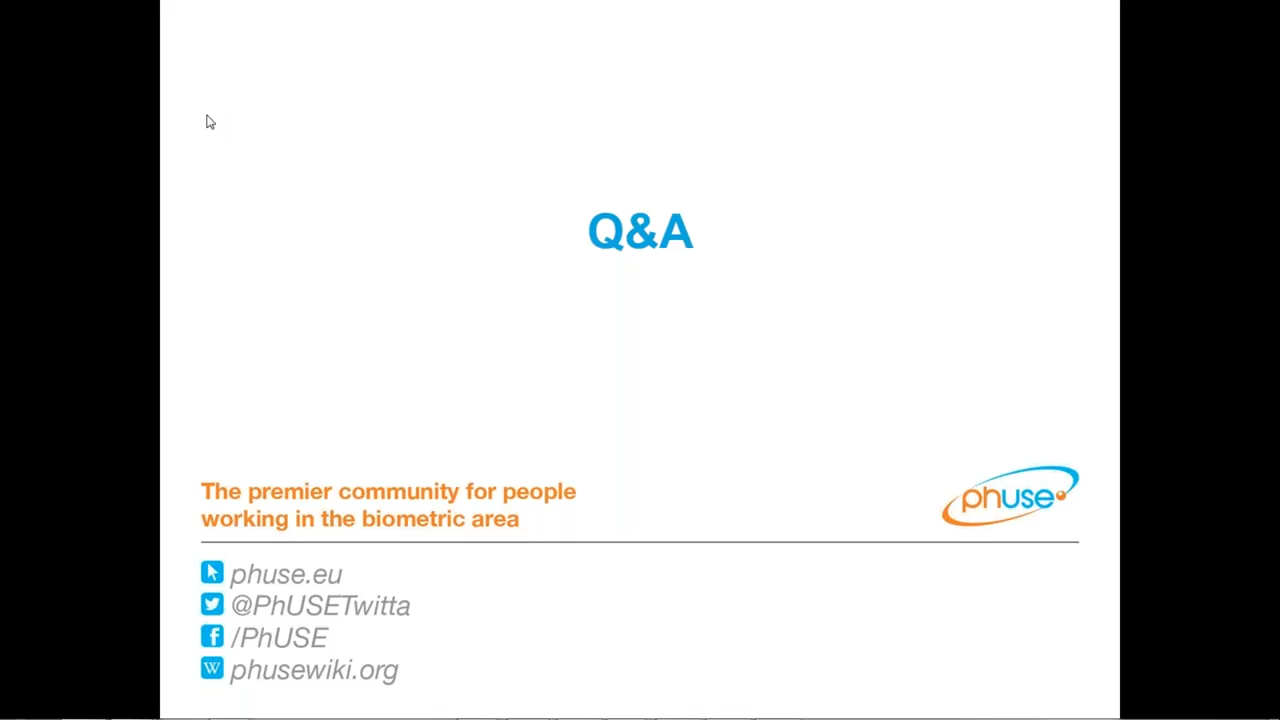 Q&A
The premier community for people
working in the biometric area
phuse
phuse.eu
@PhUSETwitta
f /PhUSE
W phusewiki.org